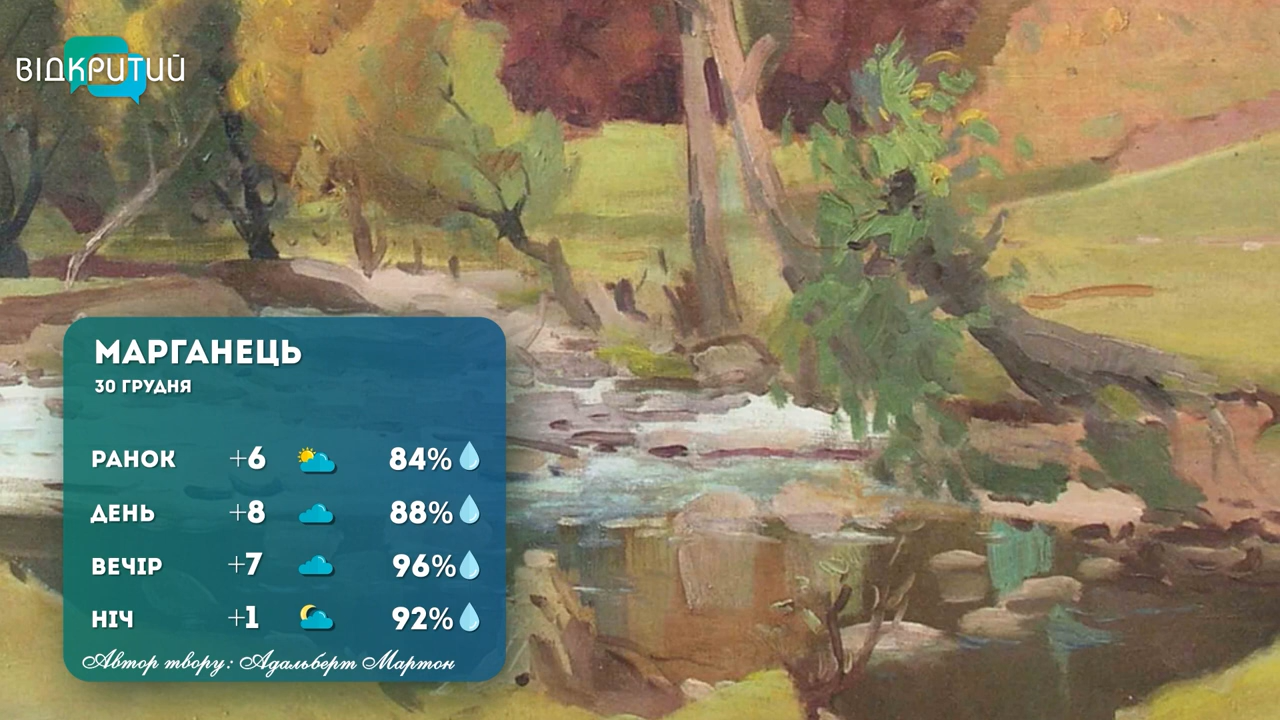 ВІДКРИТИЙ
МАРГАНЕЦЬ
30 ГРУДНЯ
РАНОК +6 84%
ДЕНЬ +8 88%
ВЕЧІР +7 96%
НІЧ +1 92%
Автор твору: Адальберт Мартон